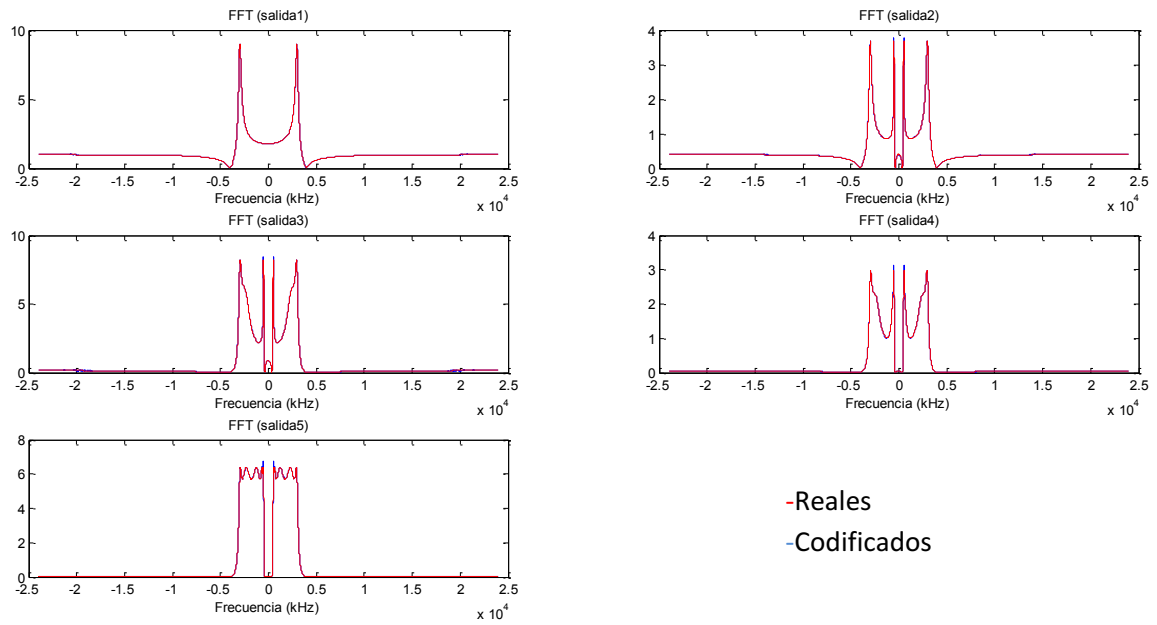 FFT (salida1)
10
5
0
-2.5 -2 -1.5 -1 -0.5 0 0.5 1 1.5 2 2.5
Frecuencia (kHz)
x 10^4
FFT (salida2)
4
3
2
1
0
-2.5 -2 -1.5 -1 -0.5 0 0.5 1 1.5 2 2.5
Frecuencia (kHz)
x 10^4
FFT (salida3)
10
5
0
-2.5 -2 -1.5 -1 -0.5 0 0.5 1 1.5 2 2.5
Frecuencia (kHz)
x 10^4
FFT (salida4)
4
3
2
1
0
-2.5 -2 -1.5 -1 -0.5 0 0.5 1 1.5 2 2.5
Frecuencia (kHz)
x 10^4
FFT (salida5)
8
6
4
2
0
-2.5 -2 -1.5 -1 -0.5 0 0.5 1 1.5 2 2.5
Frecuencia (kHz)
x 10^4
-Reales
-Codificados